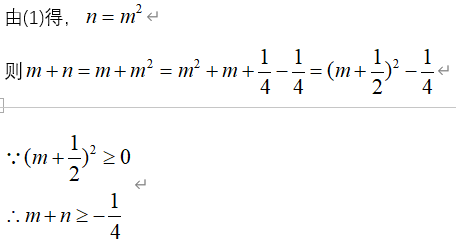 由(1)得，n = m²
则 m + n = m + m² = m² + m + 1/4 − 1/4 = (m + 1/2)² − 1/4
∵ (m + 1/2)² ≥ 0
∴ m + n ≥ −1/4